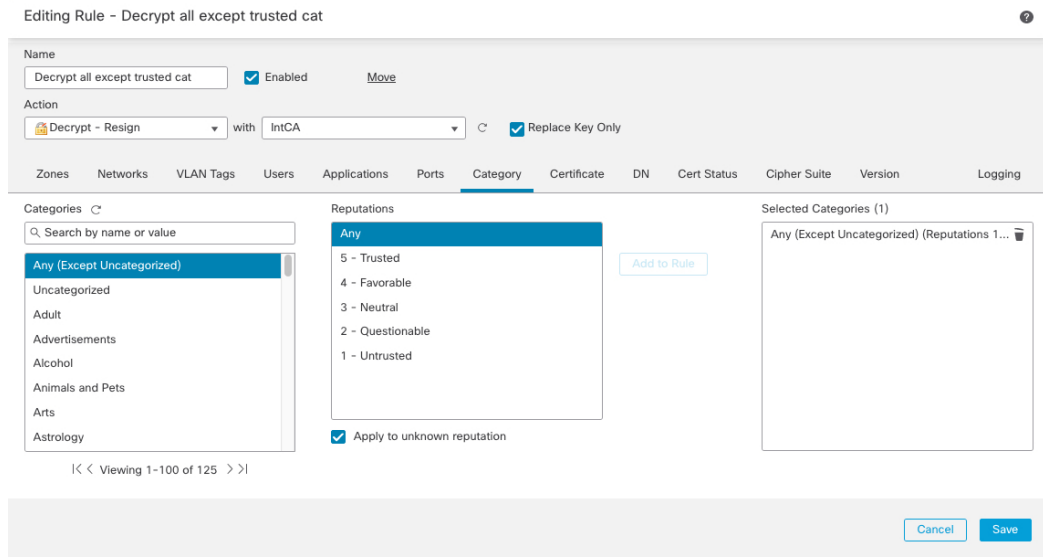 Editing Rule - Decrypt all except trusted cat
?
Name
Decrypt all except trusted cat Enabled Move
Action
Decrypt - Resign with IntCA Replace Key Only
Zones Networks VLAN Tags Users Applications Ports Category Certificate DN Cert Status Cipher Suite Version Logging
Categories Reputations Selected Categories (1)
Search by name or value Any Any (Except Uncategorized) (Reputations 1...
5 - Trusted
Any (Except Uncategorized) Add to Rule
4 - Favorable
Uncategorized
3 - Neutral
Adult
2 - Questionable
Advertisements
1 - Untrusted
Alcohol
Animals and Pets
Arts
Astrology Apply to unknown reputation
Viewing 1-100 of 125
Cancel Save